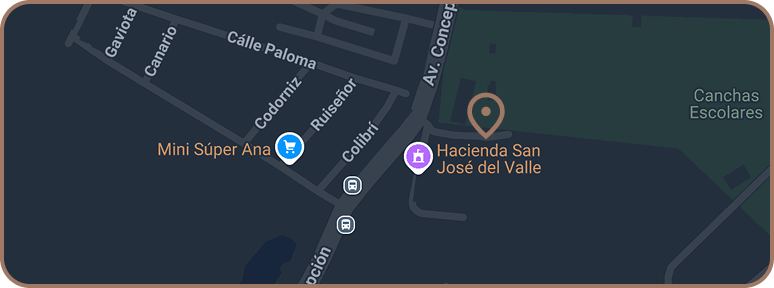 Gaviota
Canario
Cálle Paloma
Av. Concep
Codorniz
Ruiseñor
Colibrí
Canchas
Escolares
Mini Súper Ana
Hacienda San
José del Valle
pción